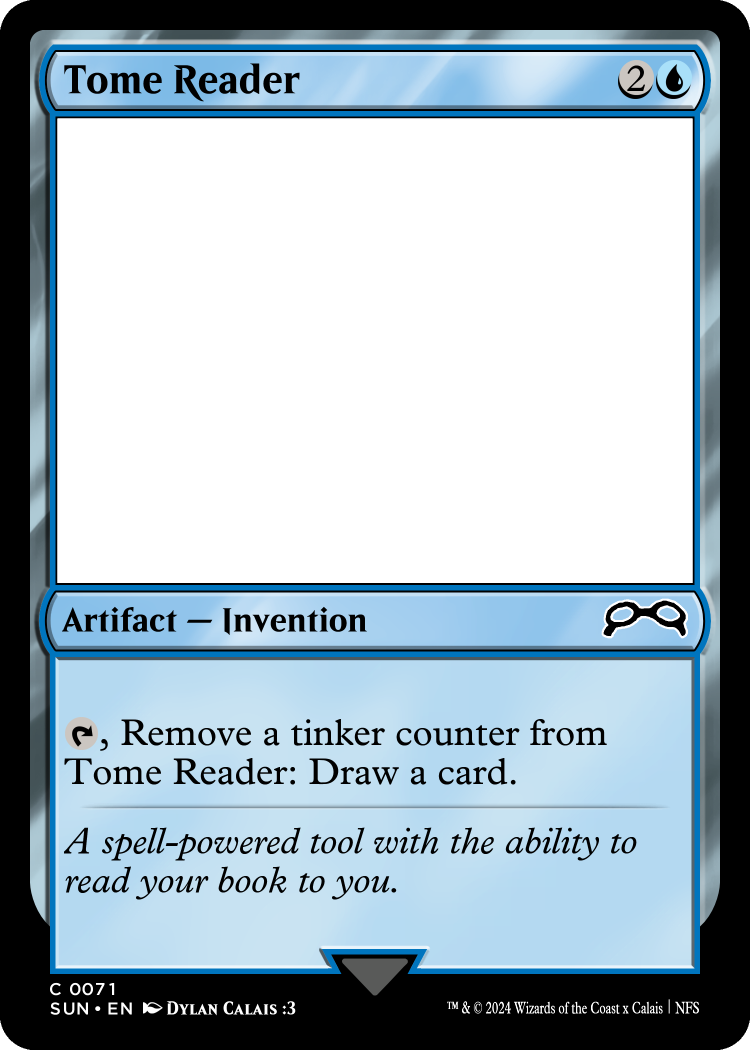 Tome Reader 2
Artifact — Invention
, Remove a tinker counter from
Tome Reader: Draw a card.
A spell-powered tool with the ability to
read your book to you.
C 0071
SUN • EN Dylan Calais :3
™ & © 2024 Wizards of the Coast x Calais | NFS